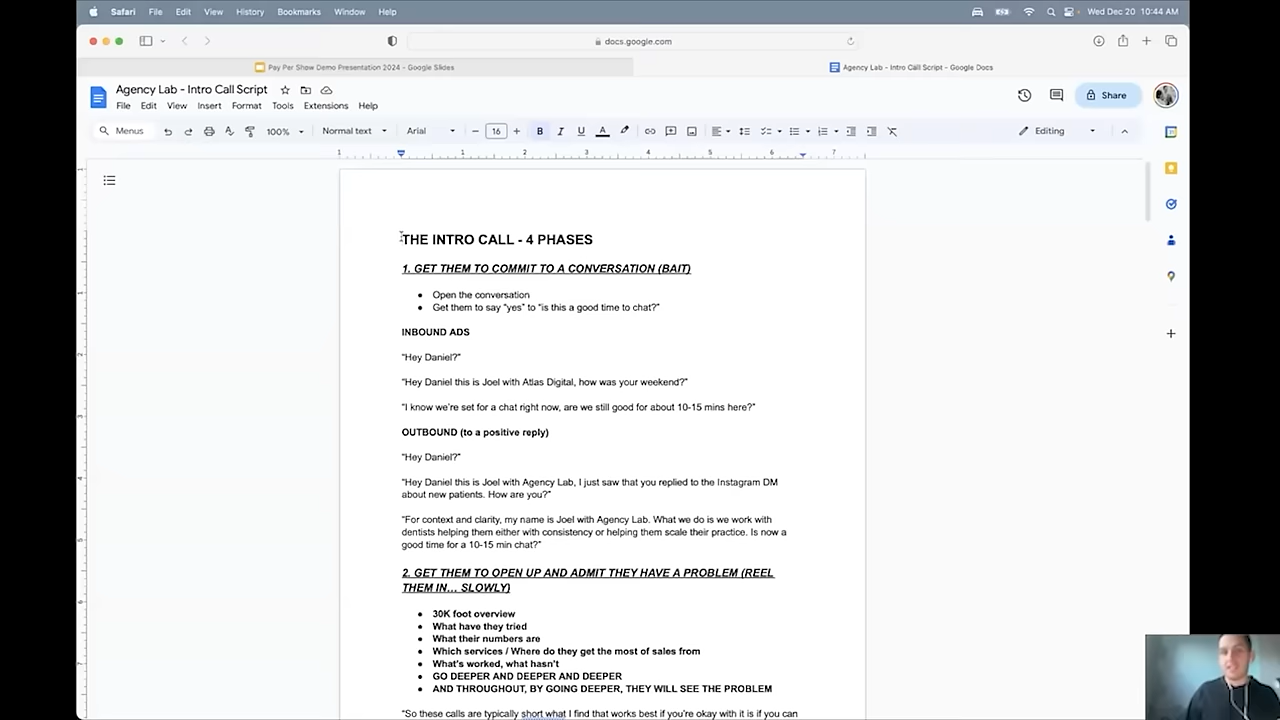 Safari File Edit View History Bookmarks Window Help Wed Dec 20 10:44 AM
docs.google.com
Pay Per Show Demo Presentation 2024 - Google Slides Agency Lab - Intro Call Script - Google Docs
Agency Lab - Intro Call Script
File Edit View Insert Format Tools Extensions Help
Share
Menus 100% Normal text Arial 16 B I U A Editing
1 1 2 3 4 5 6 7
THE INTRO CALL - 4 PHASES
1. GET THEM TO COMMIT TO A CONVERSATION (BAIT)
● Open the conversation
● Get them to say “yes” to “is this a good time to chat?”
INBOUND ADS
“Hey Daniel?”
“Hey Daniel this is Joel with Atlas Digital, how was your weekend?”
“I know we’re set for a chat right now, are we still good for about 10-15 mins here?”
OUTBOUND (to a positive reply)
“Hey Daniel?”
“Hey Daniel this is Joel with Agency Lab, I just saw that you replied to the Instagram DM
about new patients. How are you?”
“For context and clarity, my name is Joel with Agency Lab. What we do is we work with
dentists helping them either with consistency or helping them scale their practice. Is now a
good time for a 10-15 min chat?”
2. GET THEM TO OPEN UP AND ADMIT THEY HAVE A PROBLEM (REEL
THEM IN… SLOWLY)
● 30K foot overview
● What have they tried
● What their numbers are
● Which services / Where do they get the most of sales from
● What’s worked, what hasn’t
● GO DEEPER AND DEEPER AND DEEPER
● AND THROUGHOUT, BY GOING DEEPER, THEY WILL SEE THE PROBLEM
“So these calls are typically short what I find that works best if you’re okay with it is if you can